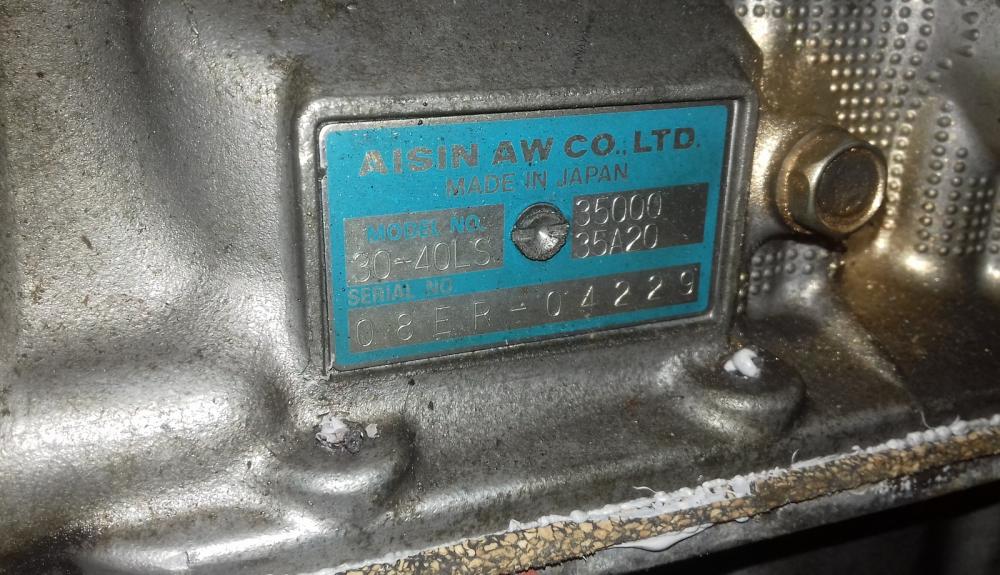 AISIN AW CO., LTD.
MADE IN JAPAN
MODEL NO.
30-40LS
35000
35A20
SERIAL NO
08ER-04229